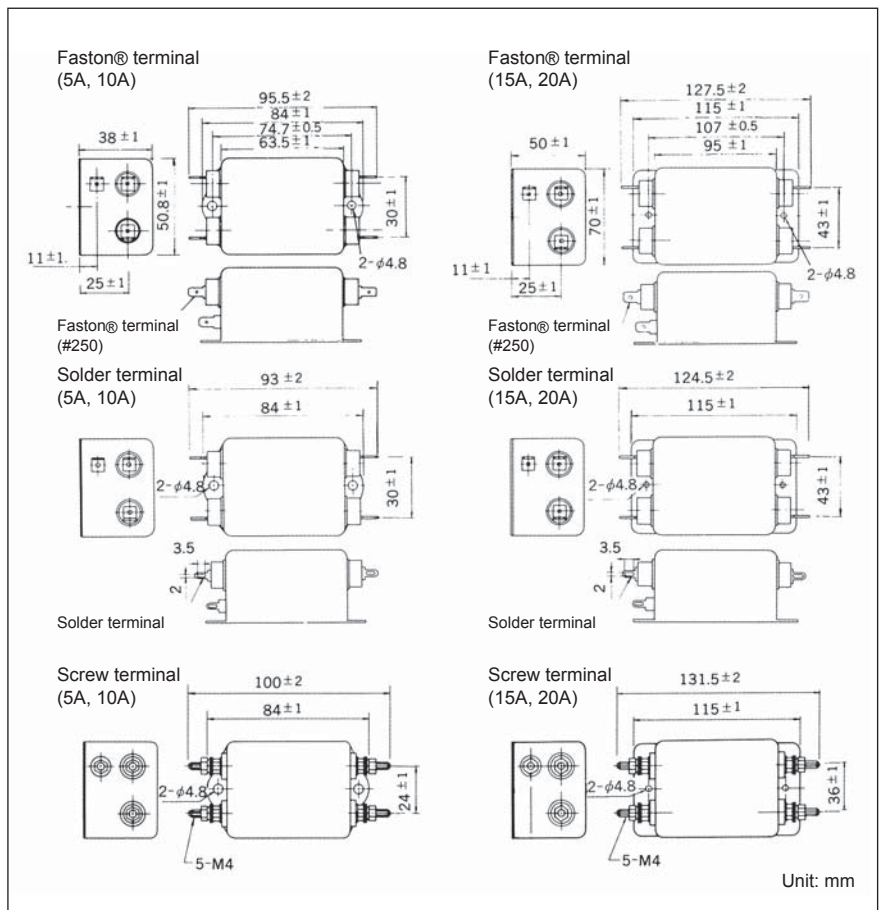 Faston® terminal
(5A, 10A)
95.5±2
84±1
74.7±0.5
63.5±1
38±1
50.8±1
30±1
11±1.
25±1
2-ϕ4.8
Faston® terminal
(#250)
Faston® terminal
(15A, 20A)
127.5±2
115±1
107±0.5
95±1
50±1
70±1
43±1
11±1
25±1
2-ϕ4.8
Faston® terminal
(#250)
Solder terminal
(5A, 10A)
93±2
84±1
2-ϕ4.8
30±1
3.5
2
Solder terminal
Solder terminal
(15A, 20A)
124.5±2
115±1
2-ϕ4.8
43±1
3.5
2
Solder terminal
Screw terminal
(5A, 10A)
100±2
84±1
2-ϕ4.8
24±1
5-M4
Screw terminal
(15A, 20A)
131.5±2
115±1
2-ϕ4.8
36±1
5-M4
Unit: mm